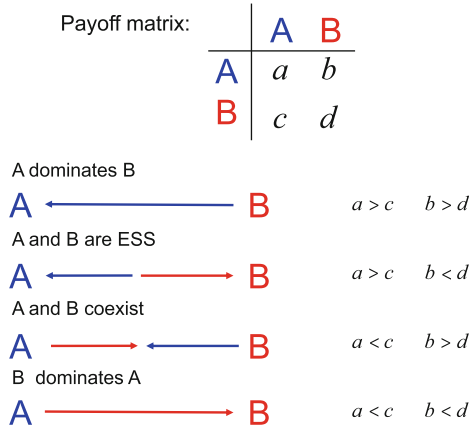 Payoff matrix:
A B
A a b
B c d
A dominates B
A B a > c b > d
A and B are ESS
A B a > c b < d
A and B coexist
A B a < c b > d
B dominates A
A B a < c b < d